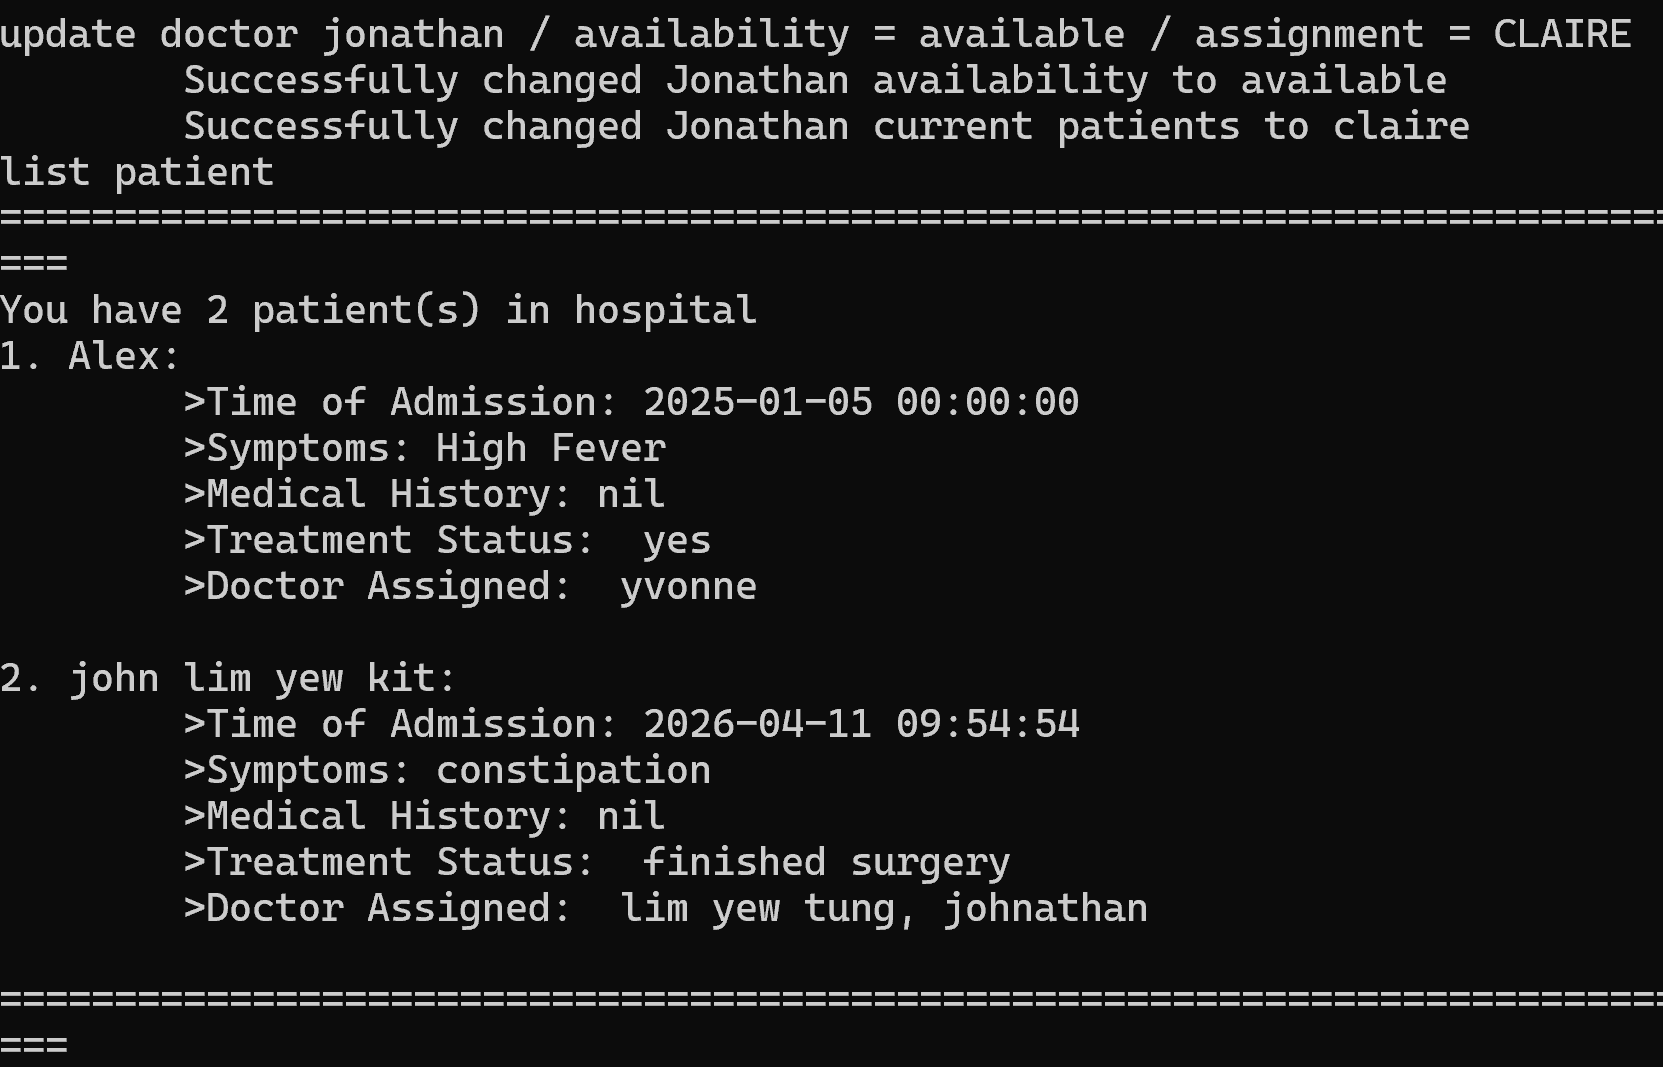 update doctor jonathan / availability = available / assignment = CLAIRE
Successfully changed Jonathan availability to available
Successfully changed Jonathan current patients to claire
list patient
=========================================================================
===
You have 2 patient(s) in hospital
1. Alex:
>Time of Admission: 2025-01-05 00:00:00
>Symptoms: High Fever
>Medical History: nil
>Treatment Status:  yes
>Doctor Assigned:  yvonne
2. john lim yew kit:
>Time of Admission: 2026-04-11 09:54:54
>Symptoms: constipation
>Medical History: nil
>Treatment Status:  finished surgery
>Doctor Assigned:  lim yew tung, johnathan
=========================================================================
===